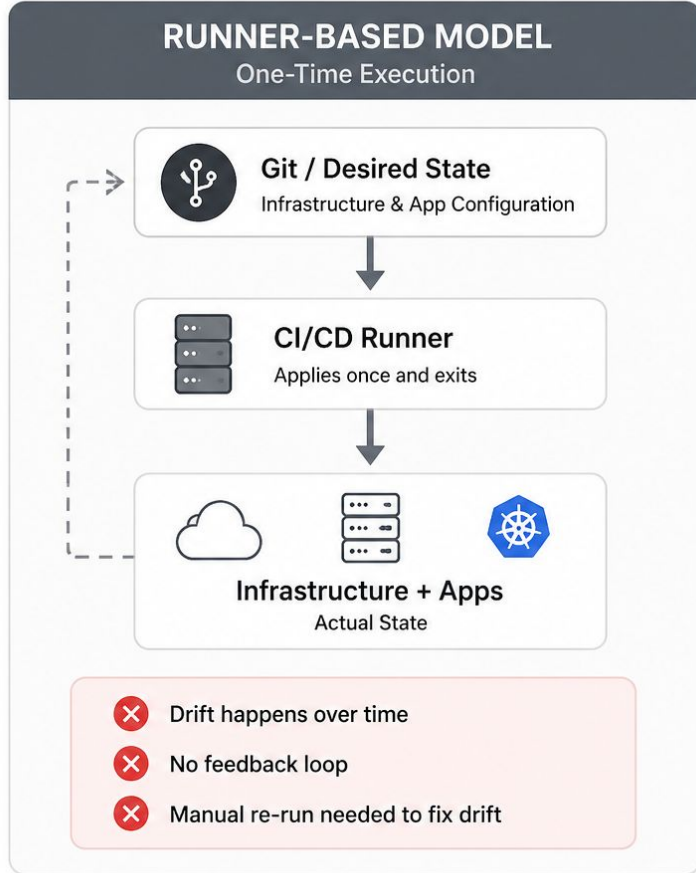 RUNNER-BASED MODEL
One-Time Execution
Git / Desired State
Infrastructure & App Configuration
CI/CD Runner
Applies once and exits
Infrastructure + Apps
Actual State
Drift happens over time
No feedback loop
Manual re-run needed to fix drift